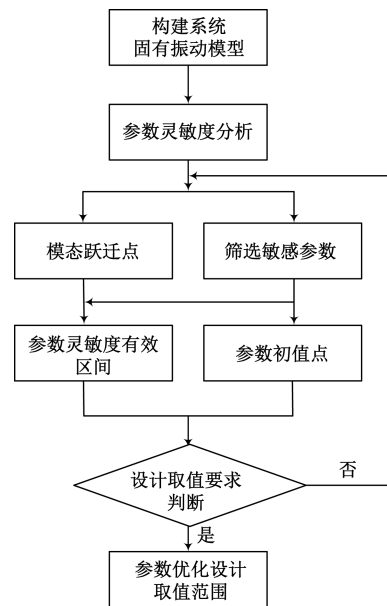 构建系统
固有振动模型
参数灵敏度分析
模态跃迁点
筛选敏感参数
参数灵敏度有效
区间
参数初值点
设计取值要求
判断
否
是
参数优化设计
取值范围